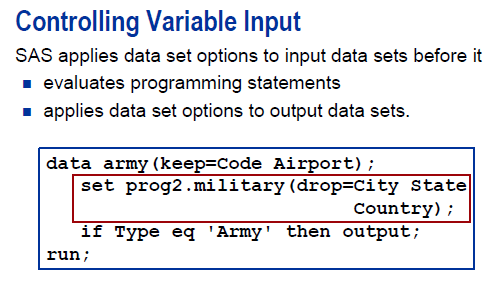 Controlling Variable Input
SAS applies data set options to input data sets before it
■ evaluates programming statements
■ applies data set options to output data sets.
data army(keep=Code Airport);
set prog2.military(drop=City State
Country);
if Type eq 'Army' then output;
run;